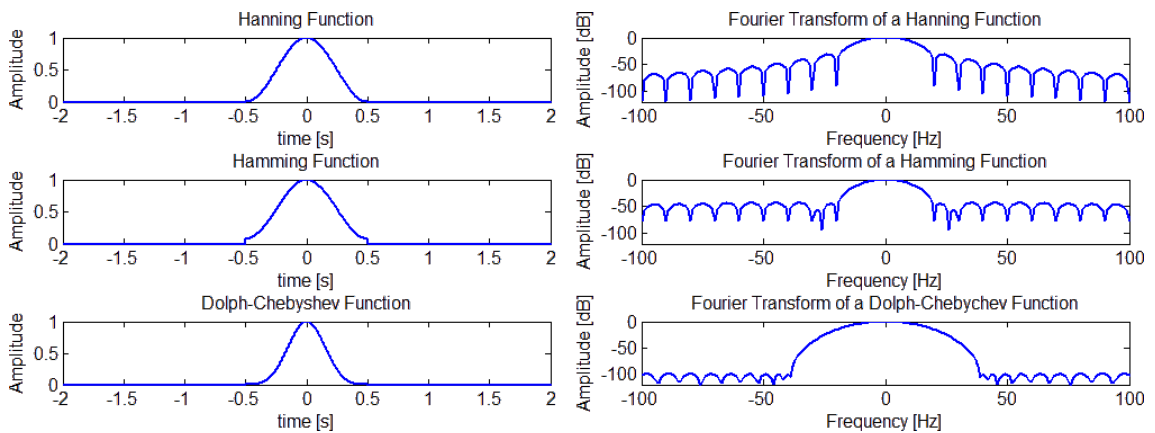 Hanning Function
Amplitude
1
0.5
0
-2 -1.5 -1 -0.5 0 0.5 1 1.5 2
time [s]
Fourier Transform of a Hanning Function
Amplitude [dB]
0
-50
-100
-100 -50 0 50 100
Frequency [Hz]
Hamming Function
Amplitude
1
0.5
0
-2 -1.5 -1 -0.5 0 0.5 1 1.5 2
time [s]
Fourier Transform of a Hamming Function
Amplitude [dB]
0
-50
-100
-100 -50 0 50 100
Frequency [Hz]
Dolph-Chebyshev Function
Amplitude
1
0.5
0
-2 -1.5 -1 -0.5 0 0.5 1 1.5 2
time [s]
Fourier Transform of a Dolph-Chebychev Function
Amplitude [dB]
0
-50
-100
-100 -50 0 50 100
Frequency [Hz]